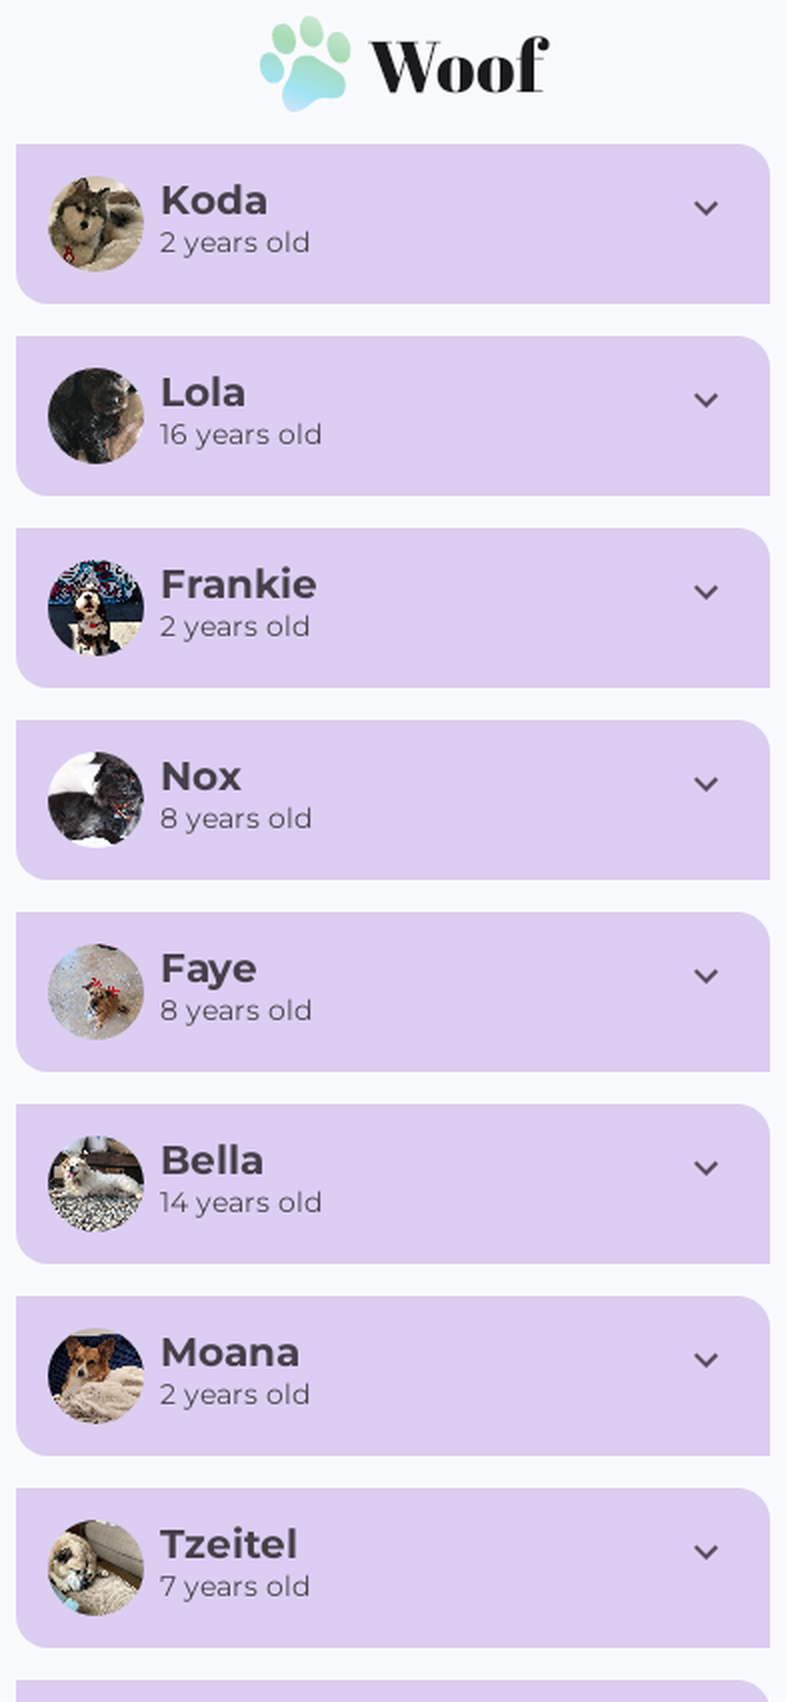 Woof
Koda
2 years old
Lola
16 years old
Frankie
2 years old
Nox
8 years old
Faye
8 years old
Bella
14 years old
Moana
2 years old
Tzeitel
7 years old